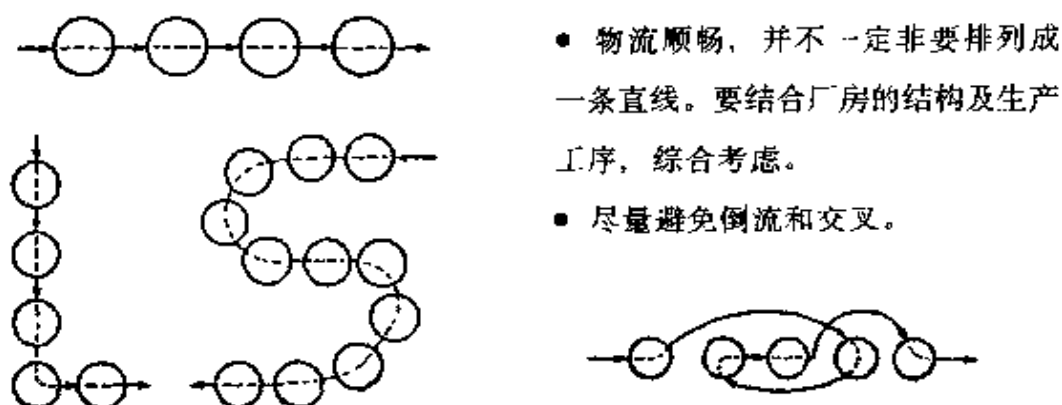 ● 物流顺畅，并不一定非要排列成
一条直线。要结合厂房的结构及生产
工序，综合考虑。
● 尽量避免倒流和交叉。